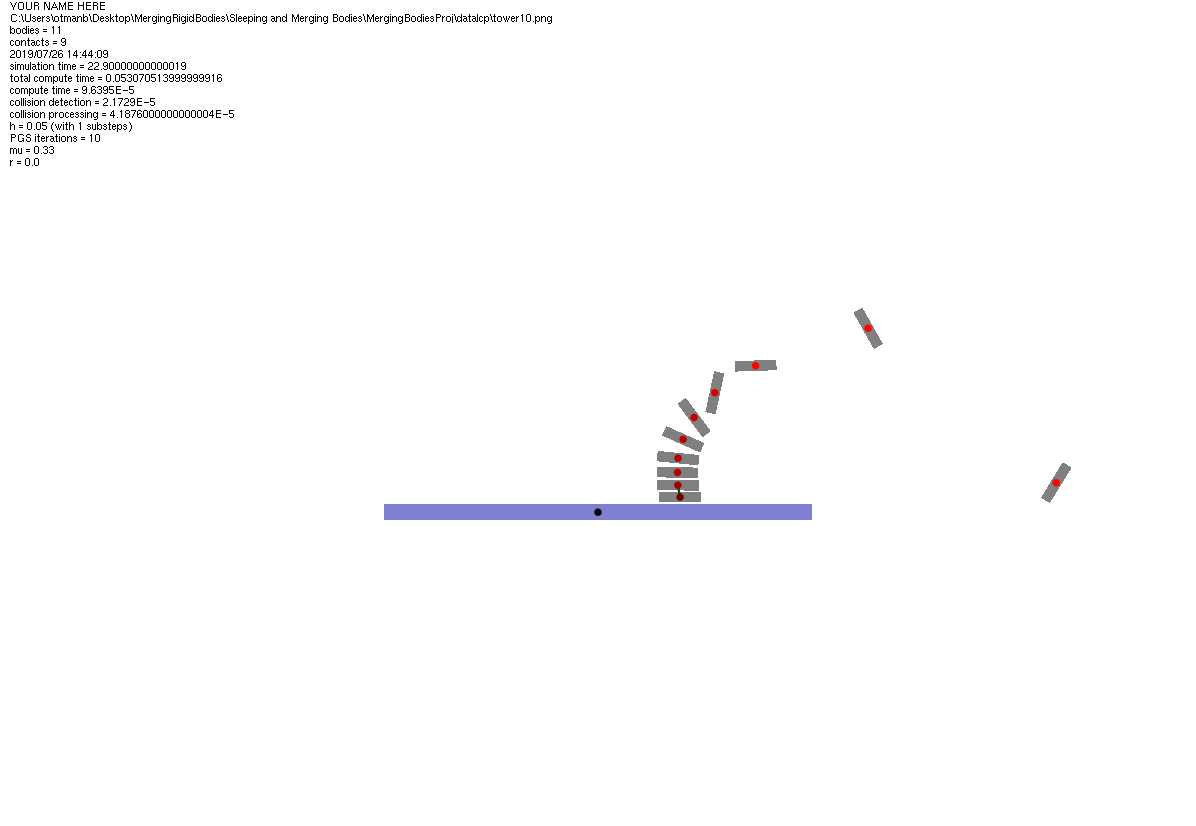 YOUR NAME HERE
C:\Users\otmanb\Desktop\MergingRigidBodies\Sleeping and Merging Bodies\MergingBodiesProj\datalcp\tower10.png
bodies = 11
contacts = 9
2019/07/26 14:44:09
simulation time = 22.90000000000019
total compute time = 0.053070513999999916
compute time = 9.6395E-5
collision detection = 2.1729E-5
collision processing = 4.1876000000000004E-5
h = 0.05 (with 1 substeps)
PGS iterations = 10
mu = 0.33
r = 0.0